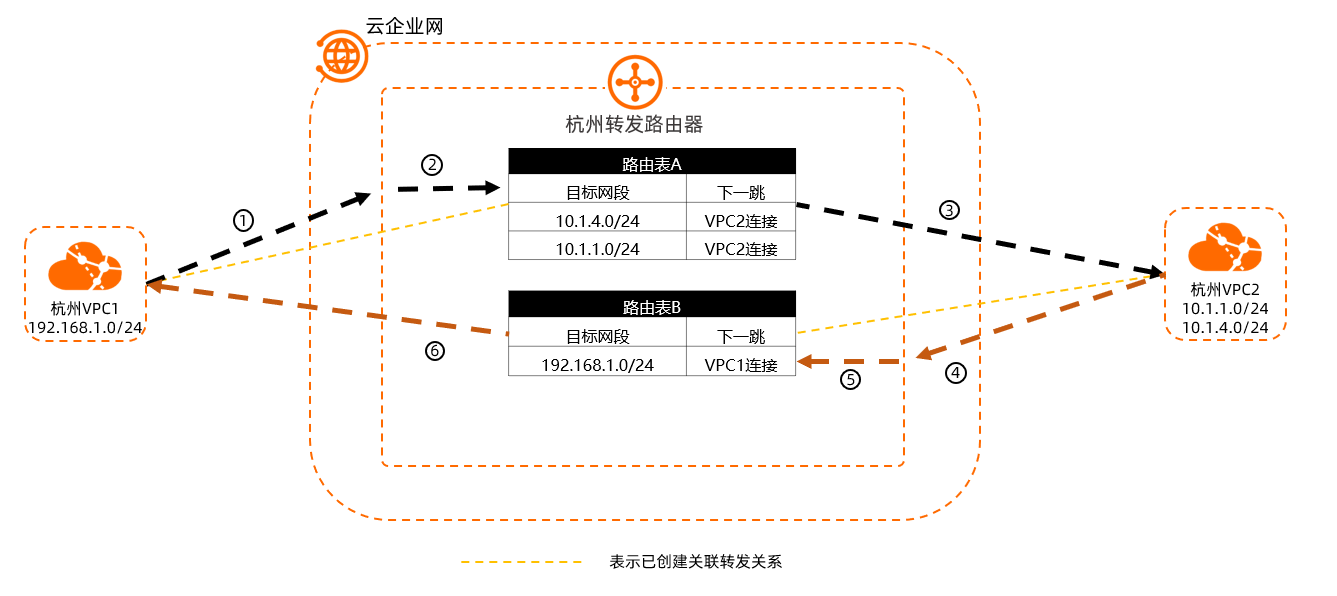 云企业网
杭州转发路由器
②
路由表A
目标网段 下一跳
10.1.4.0/24 VPC2连接
10.1.1.0/24 VPC2连接
①
③
杭州VPC1
192.168.1.0/24
杭州VPC2
10.1.1.0/24
10.1.4.0/24
路由表B
目标网段 下一跳
192.168.1.0/24 VPC1连接
⑥
⑤
④
表示已创建关联转发关系